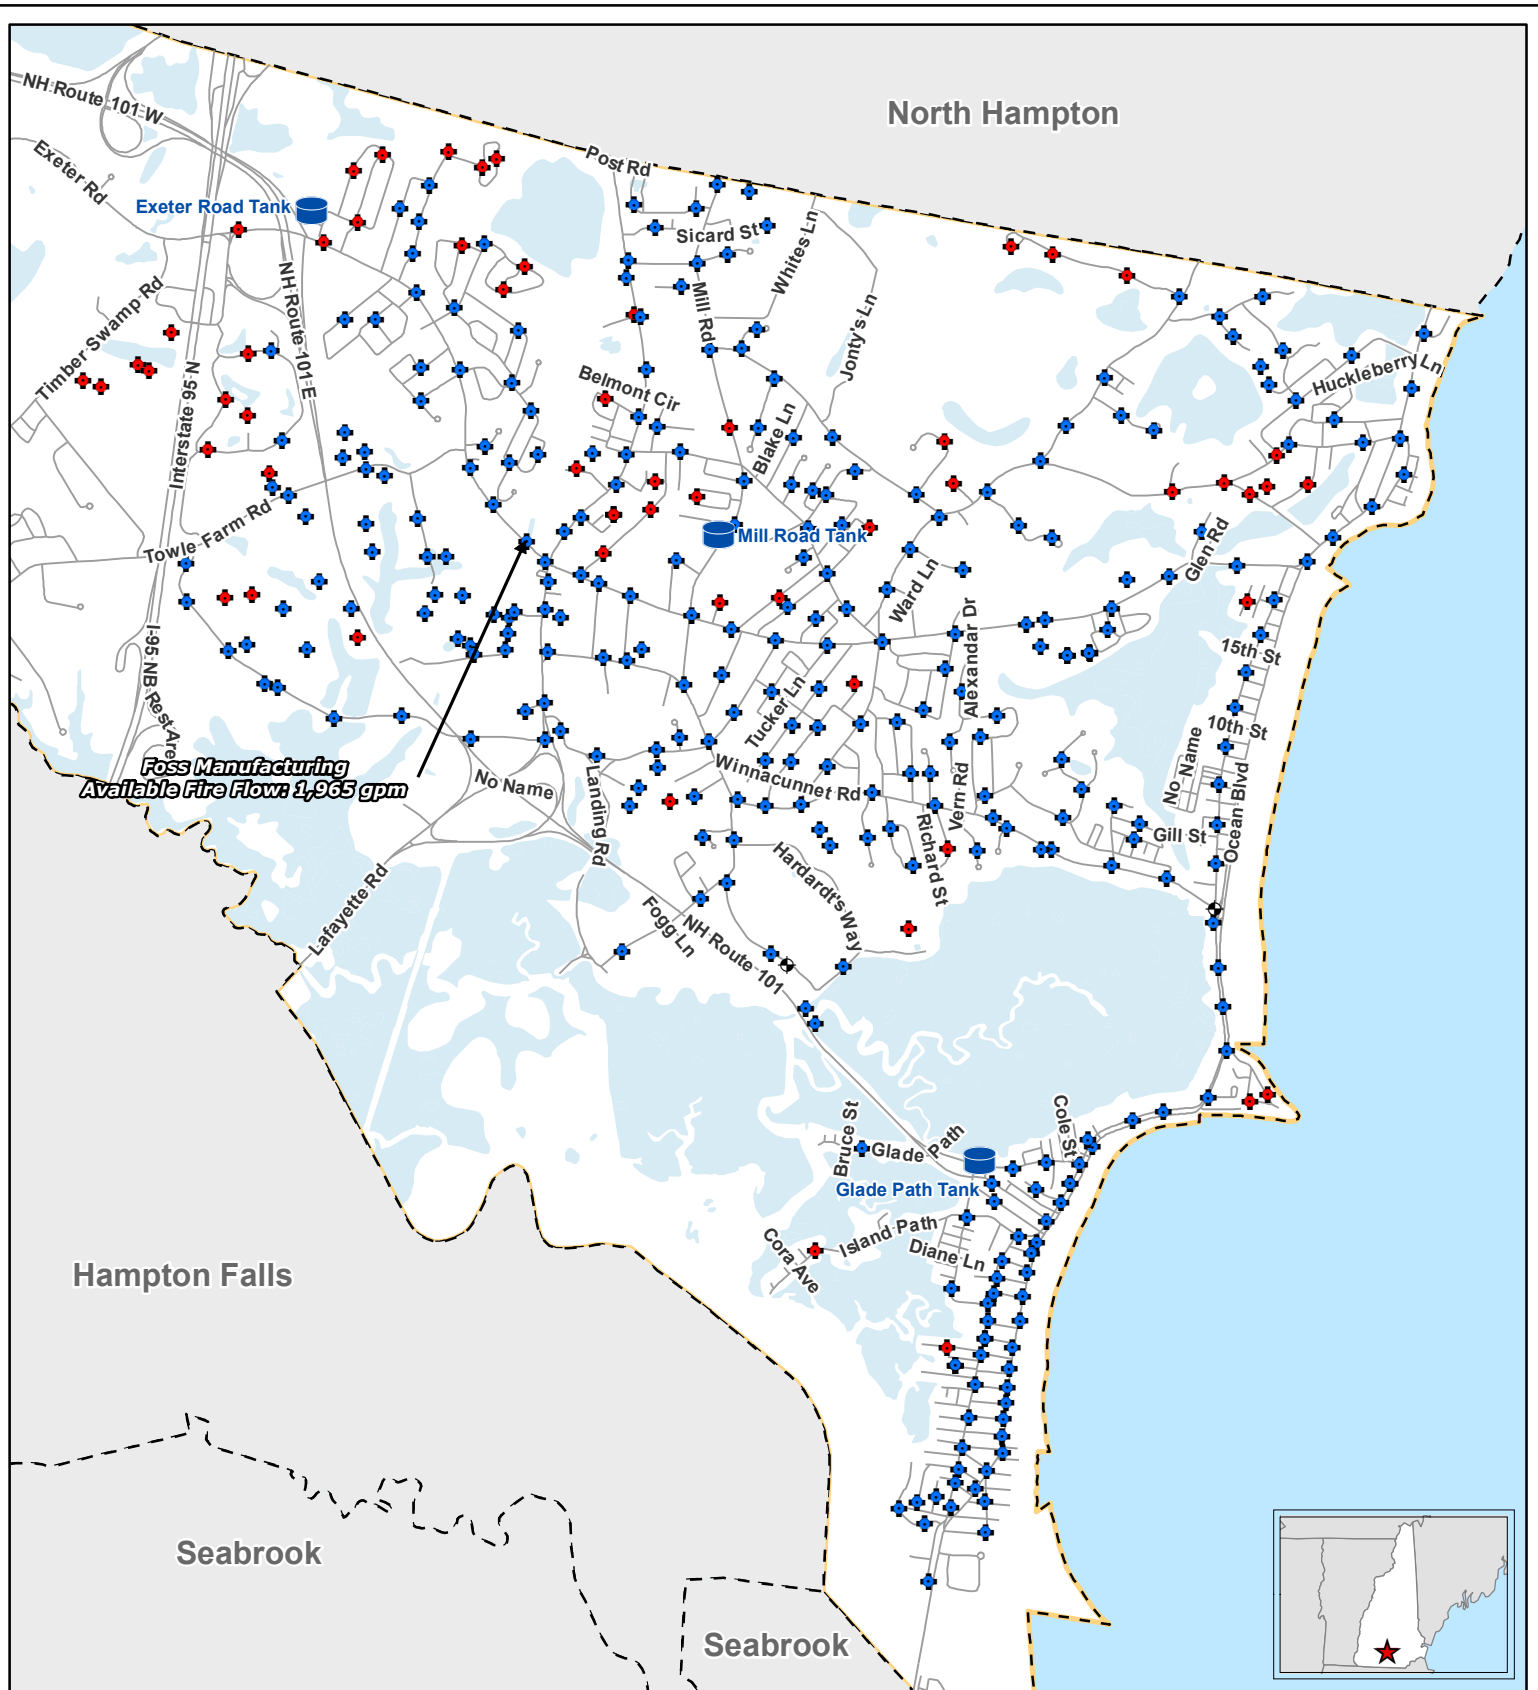 North Hampton
NH Route 101 W
Post Rd
Exeter Rd
Exeter Road Tank
Sicard St
Whites Ln
NH Route 101 E
Timber Swamp Rd
Mill Rd
Jonty's Ln
Huckleberry Ln
Belmont Cir
Interstate 95 N
Blake Ln
Towle Farm Rd
Mill Road Tank
Glen Rd
Ward Ln
Alexandar Dr
15th St
I-95 NB Rest Area
Tucker Ln
10th St
No Name
Foss Manufacturing
Available Fire Flow: 1,965 gpm
No Name
Winnacunnet Rd
Landing Rd
Vern Rd
Ocean Blvd
Gill St
Richard St
Hardardt's Way
Lafayette Rd
Fogg Ln
NH Route 101
Cole St
Bruce St
Glade Path
Glade Path Tank
Island Path
Diane Ln
Cora Ave
Hampton Falls
Seabrook
Seabrook